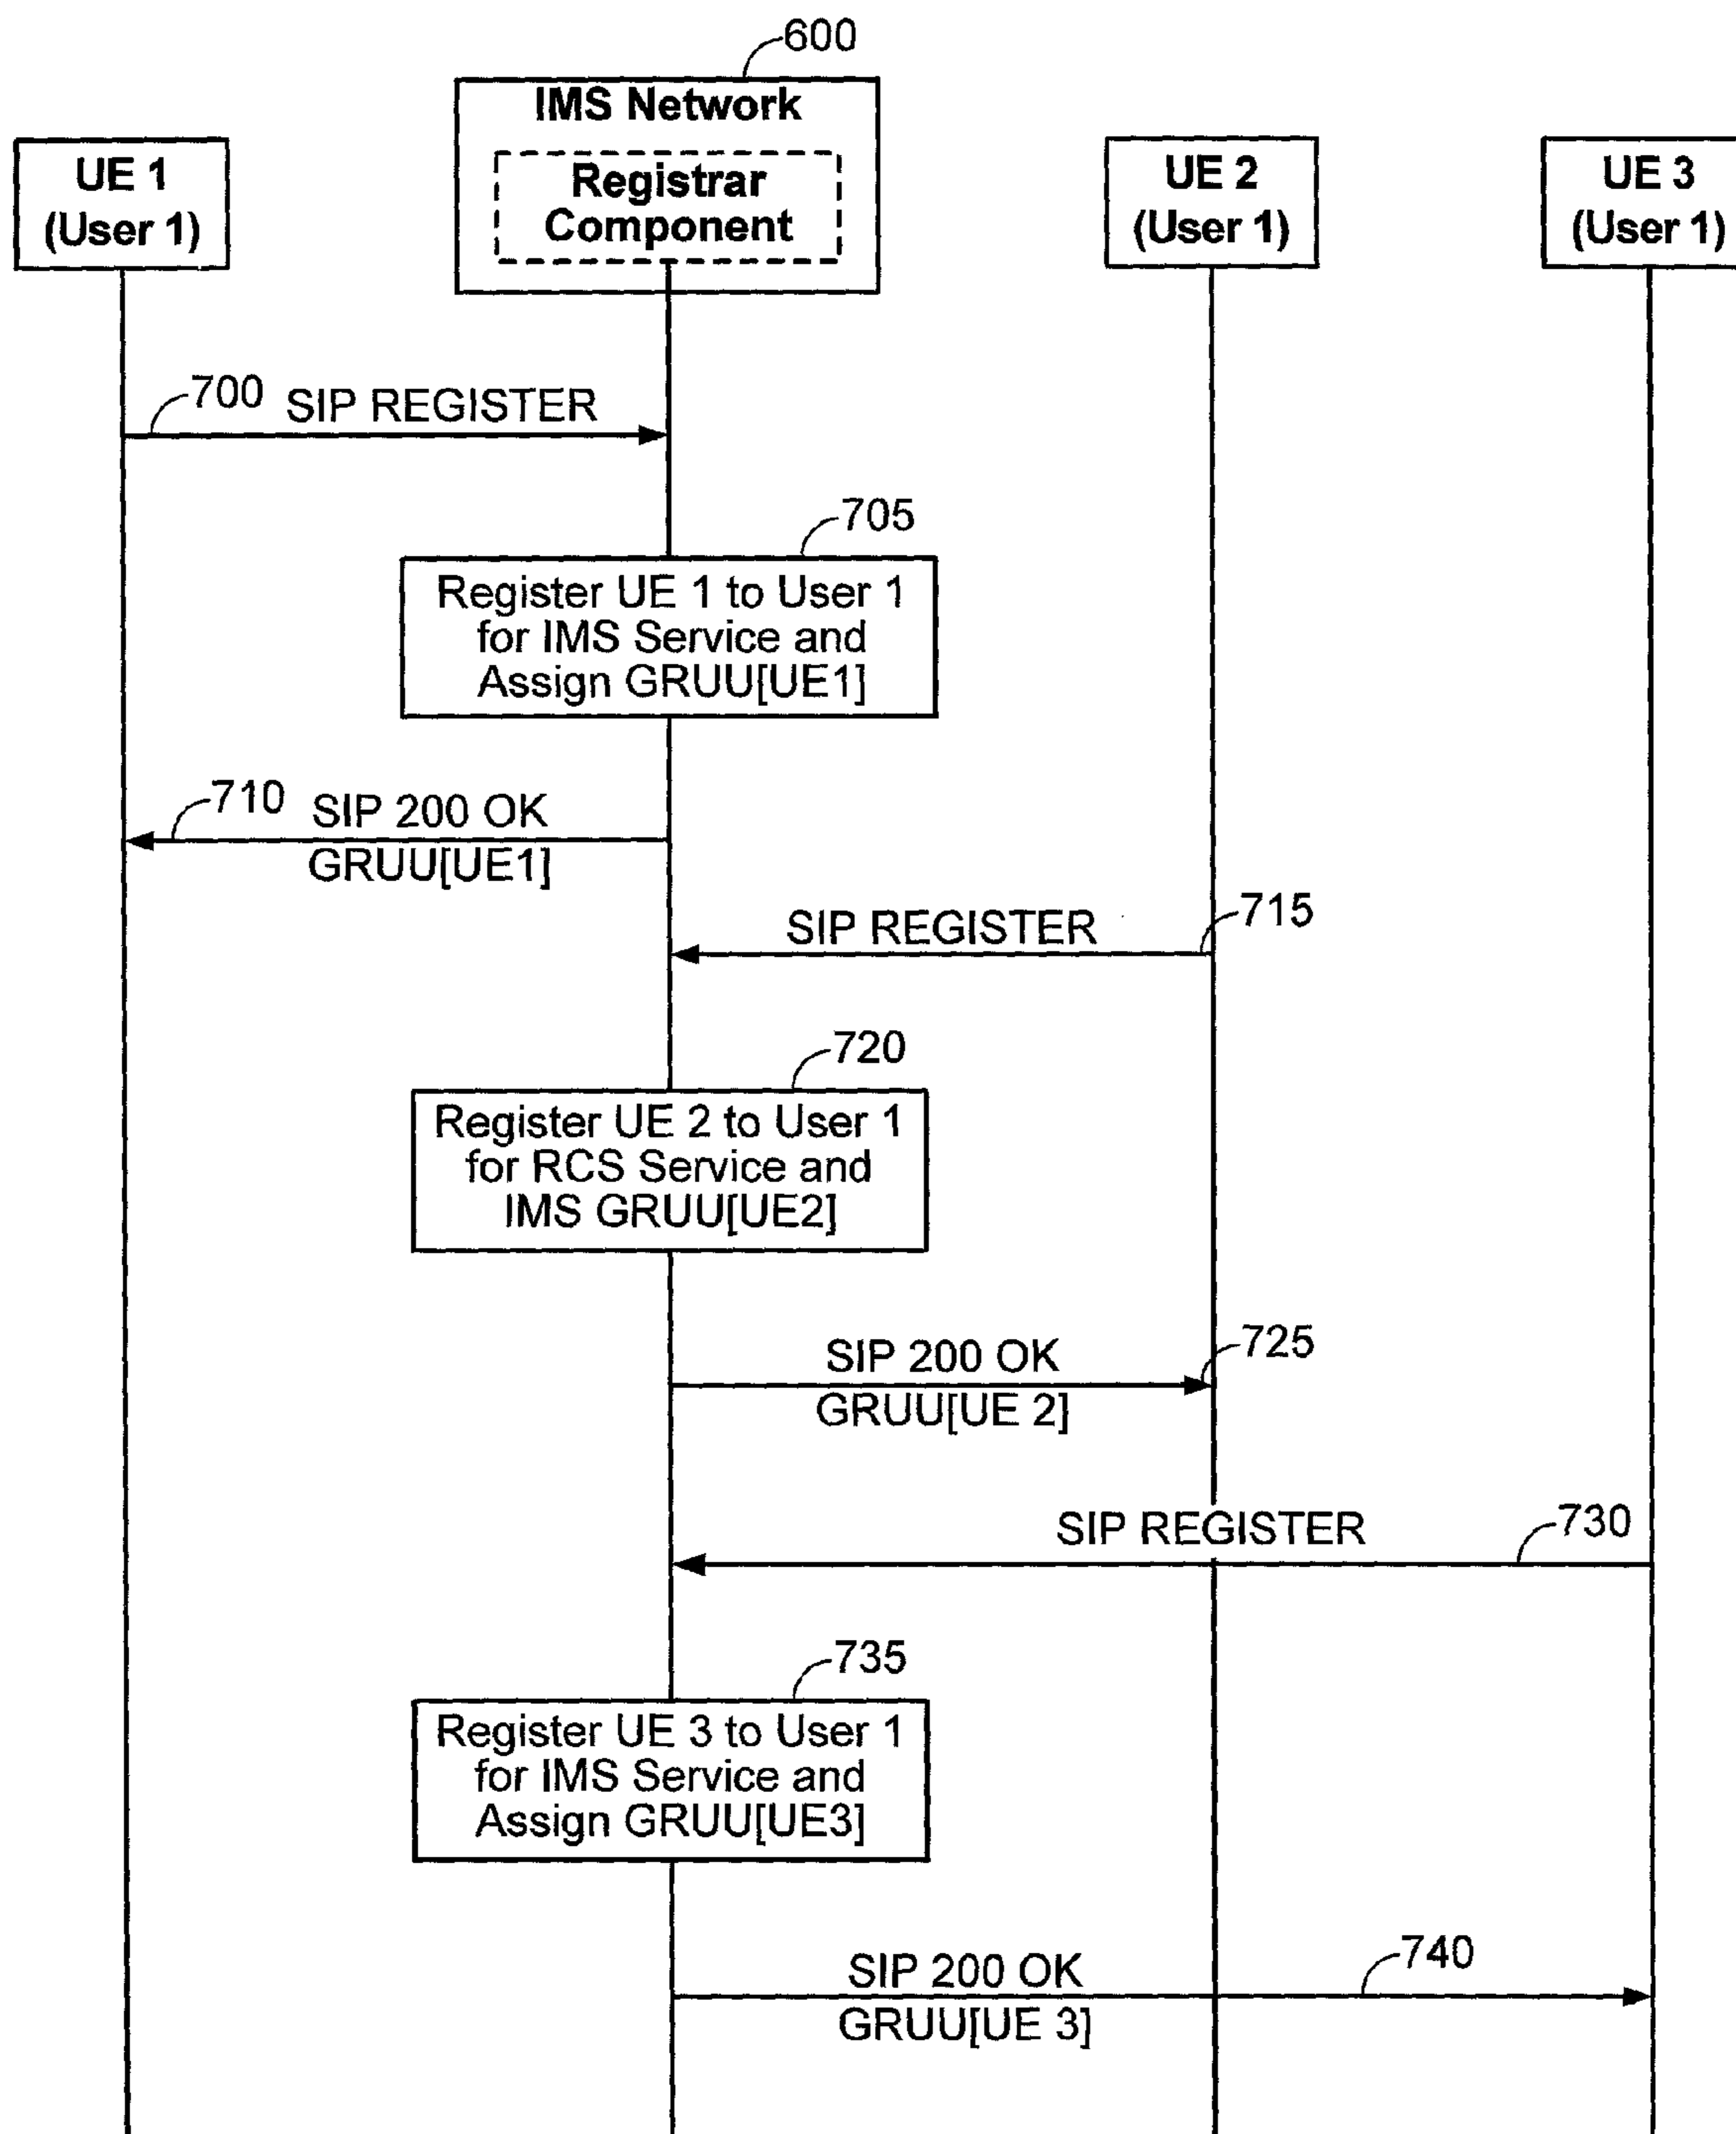 600
IMS Network
Registrar
Component
UE 1
(User 1)
UE 2
(User 1)
UE 3
(User 1)
700
SIP REGISTER
705
Register UE 1 to User 1
for IMS Service and
Assign GRUU[UE1]
710
SIP 200 OK
GRUU[UE1]
715
SIP REGISTER
720
Register UE 2 to User 1
for RCS Service and
IMS GRUU[UE2]
725
SIP 200 OK
GRUU[UE 2]
730
SIP REGISTER
735
Register UE 3 to User 1
for IMS Service and
Assign GRUU[UE3]
740
SIP 200 OK
GRUU[UE 3]